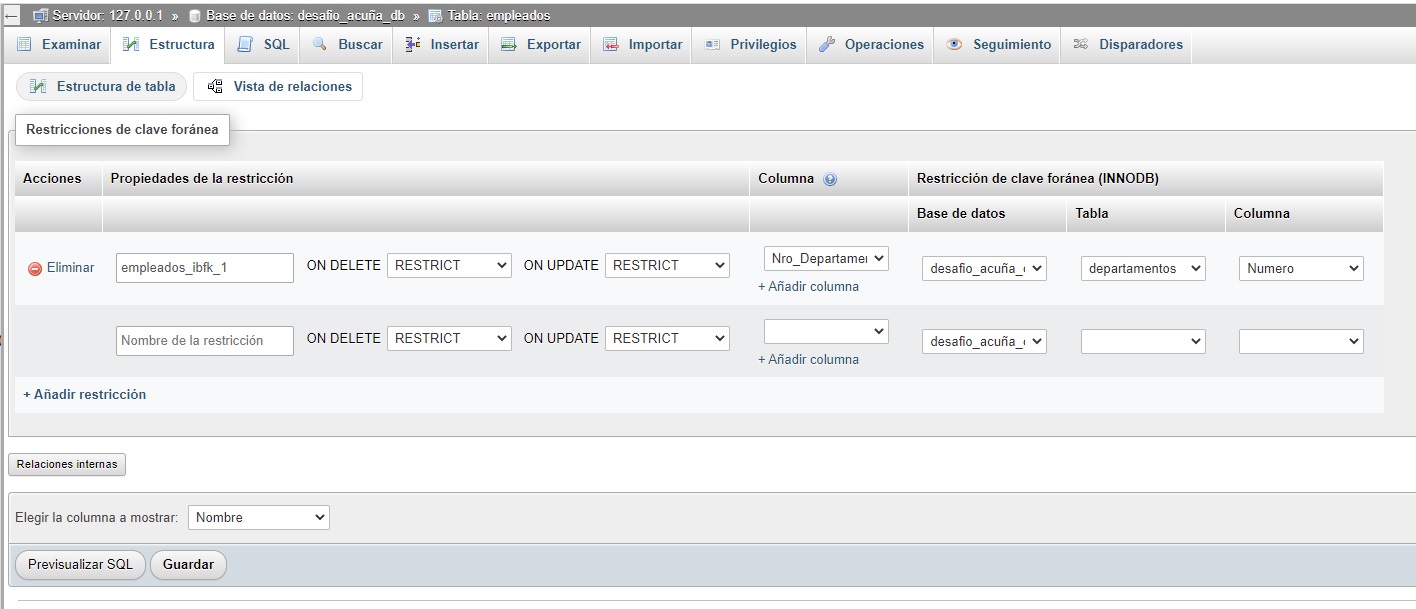 Servidor: 127.0.0.1 » Base de datos: desafio_acuña_db » Tabla: empleados
Examinar Estructura SQL Buscar Insertar Exportar Importar Privilegios Operaciones Seguimiento Disparadores
Estructura de tabla Vista de relaciones
Restricciones de clave foránea
Acciones Propiedades de la restricción Columna Restricción de clave foránea (INNODB)
Base de datos Tabla Columna
Eliminar empleados_ibfk_1 ON DELETE RESTRICT ON UPDATE RESTRICT Nro_Departamen desafio_acuña_d departamentos Numero
+ Añadir columna
Nombre de la restricción ON DELETE RESTRICT ON UPDATE RESTRICT desafio_acuña_d
+ Añadir columna
+ Añadir restricción
Relaciones internas
Elegir la columna a mostrar: Nombre
Previsualizar SQL Guardar